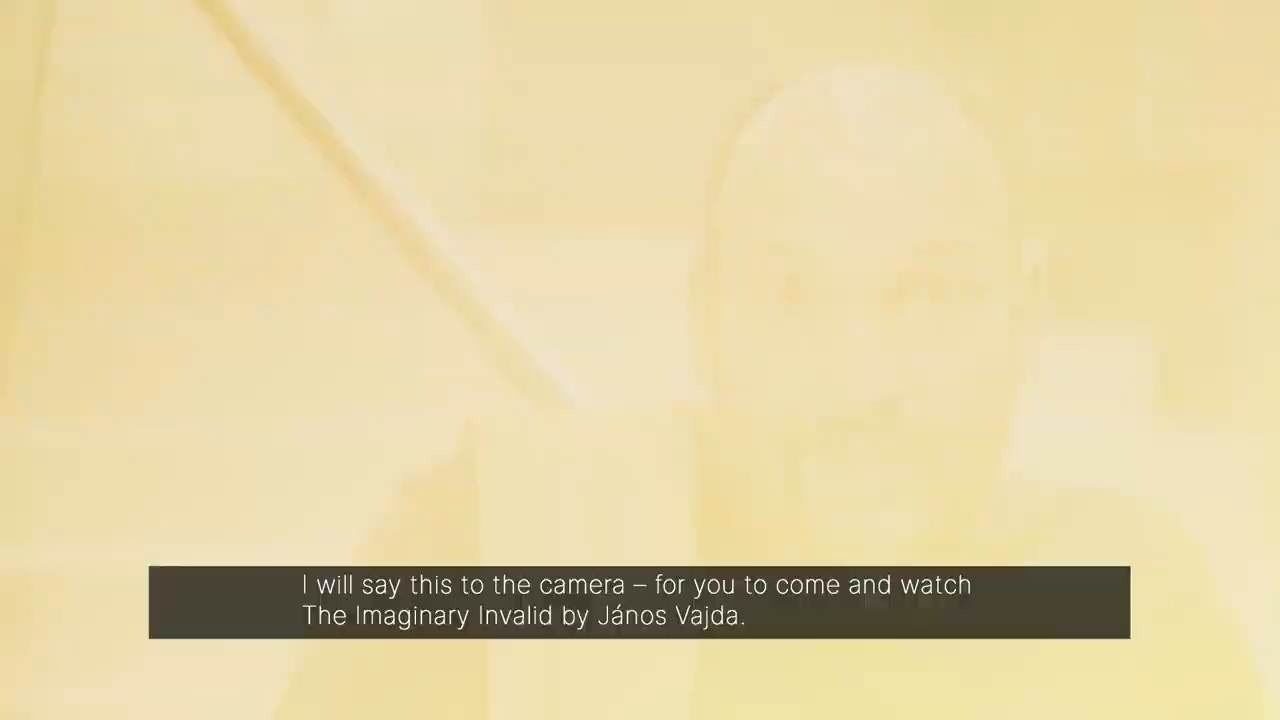 I will say this to the camera – for you to come and watch
The Imaginary Invalid by János Vajda.